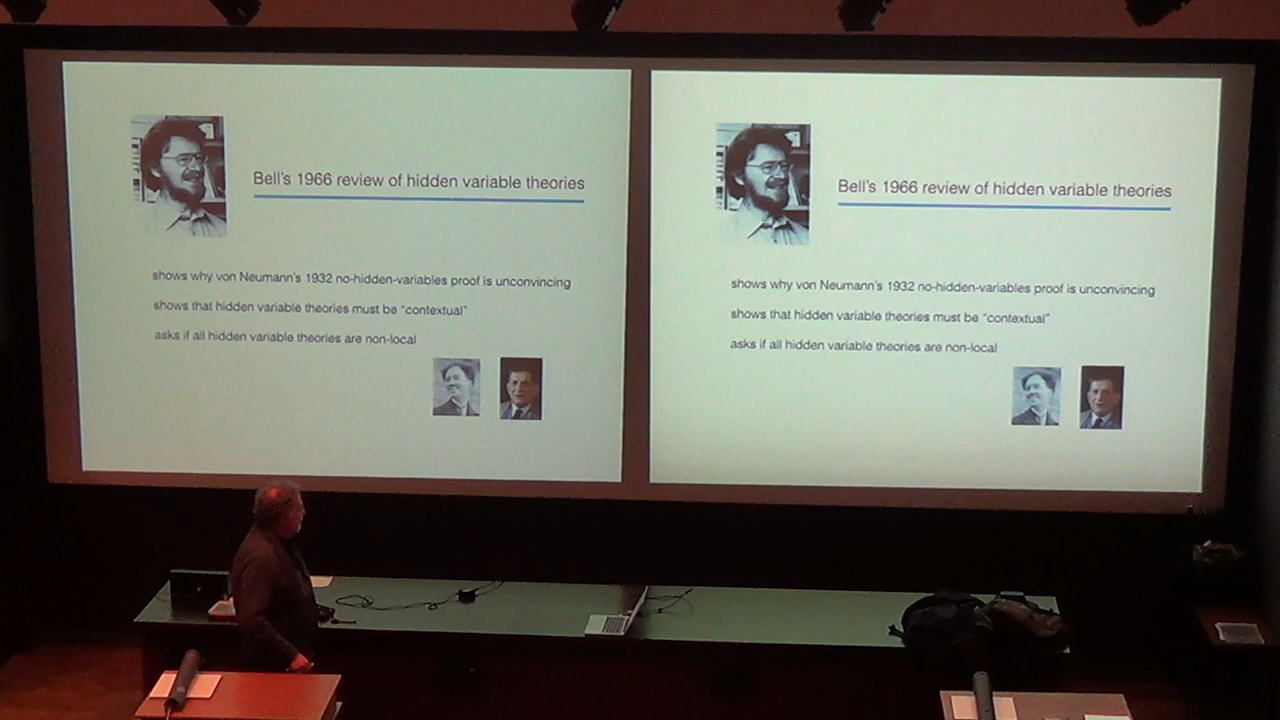 Bell's 1966 review of hidden variable theories
shows why von Neumann's 1932 no-hidden-variables proof is unconvincing
shows that hidden variable theories must be "contextual"
asks if all hidden variable theories are non-local
Bell's 1966 review of hidden variable theories
shows why von Neumann's 1932 no-hidden-variables proof is unconvincing
shows that hidden variable theories must be "contextual"
asks if all hidden variable theories are non-local